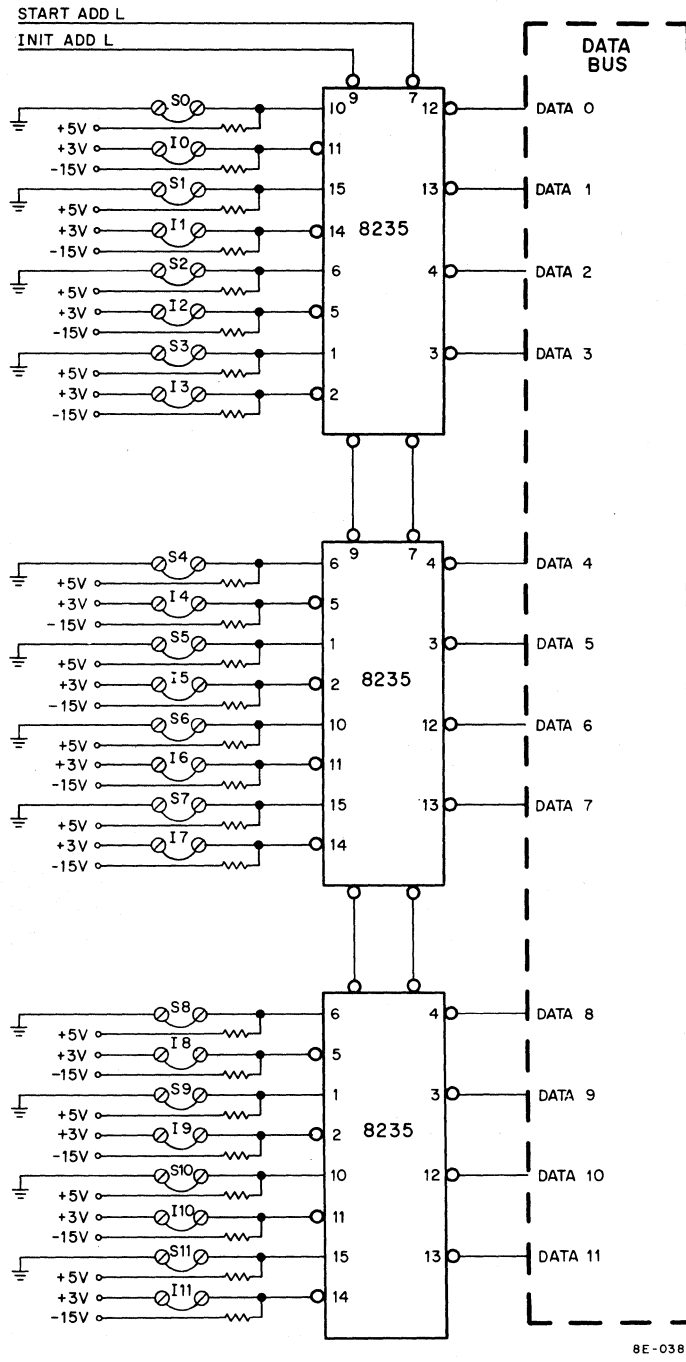 START ADD L
INIT ADD L
DATA BUS
9 7
S0 10 12 DATA 0
+5V
+3V I0 11
-15V
S1 15 13 DATA 1
+5V
+3V I1 14 8235
-15V
S2 6 4 DATA 2
+5V
+3V I2 5
-15V
S3 1 3 DATA 3
+5V
+3V I3 2
-15V
9 7
S4 6 4 DATA 4
+5V
+3V I4 5
-15V
S5 1 3 DATA 5
+5V
+3V I5 2 8235
-15V
S6 10 12 DATA 6
+5V
+3V I6 11
-15V
S7 15 13 DATA 7
+5V
+3V I7 14
-15V
S8 6 4 DATA 8
+5V
+3V I8 5
-15V
S9 1 3 DATA 9
+5V
+3V I9 2 8235
-15V
S10 10 12 DATA 10
+5V
+3V I10 11
-15V
S11 15 13 DATA 11
+5V
+3V I11 14
-15V
8E-038